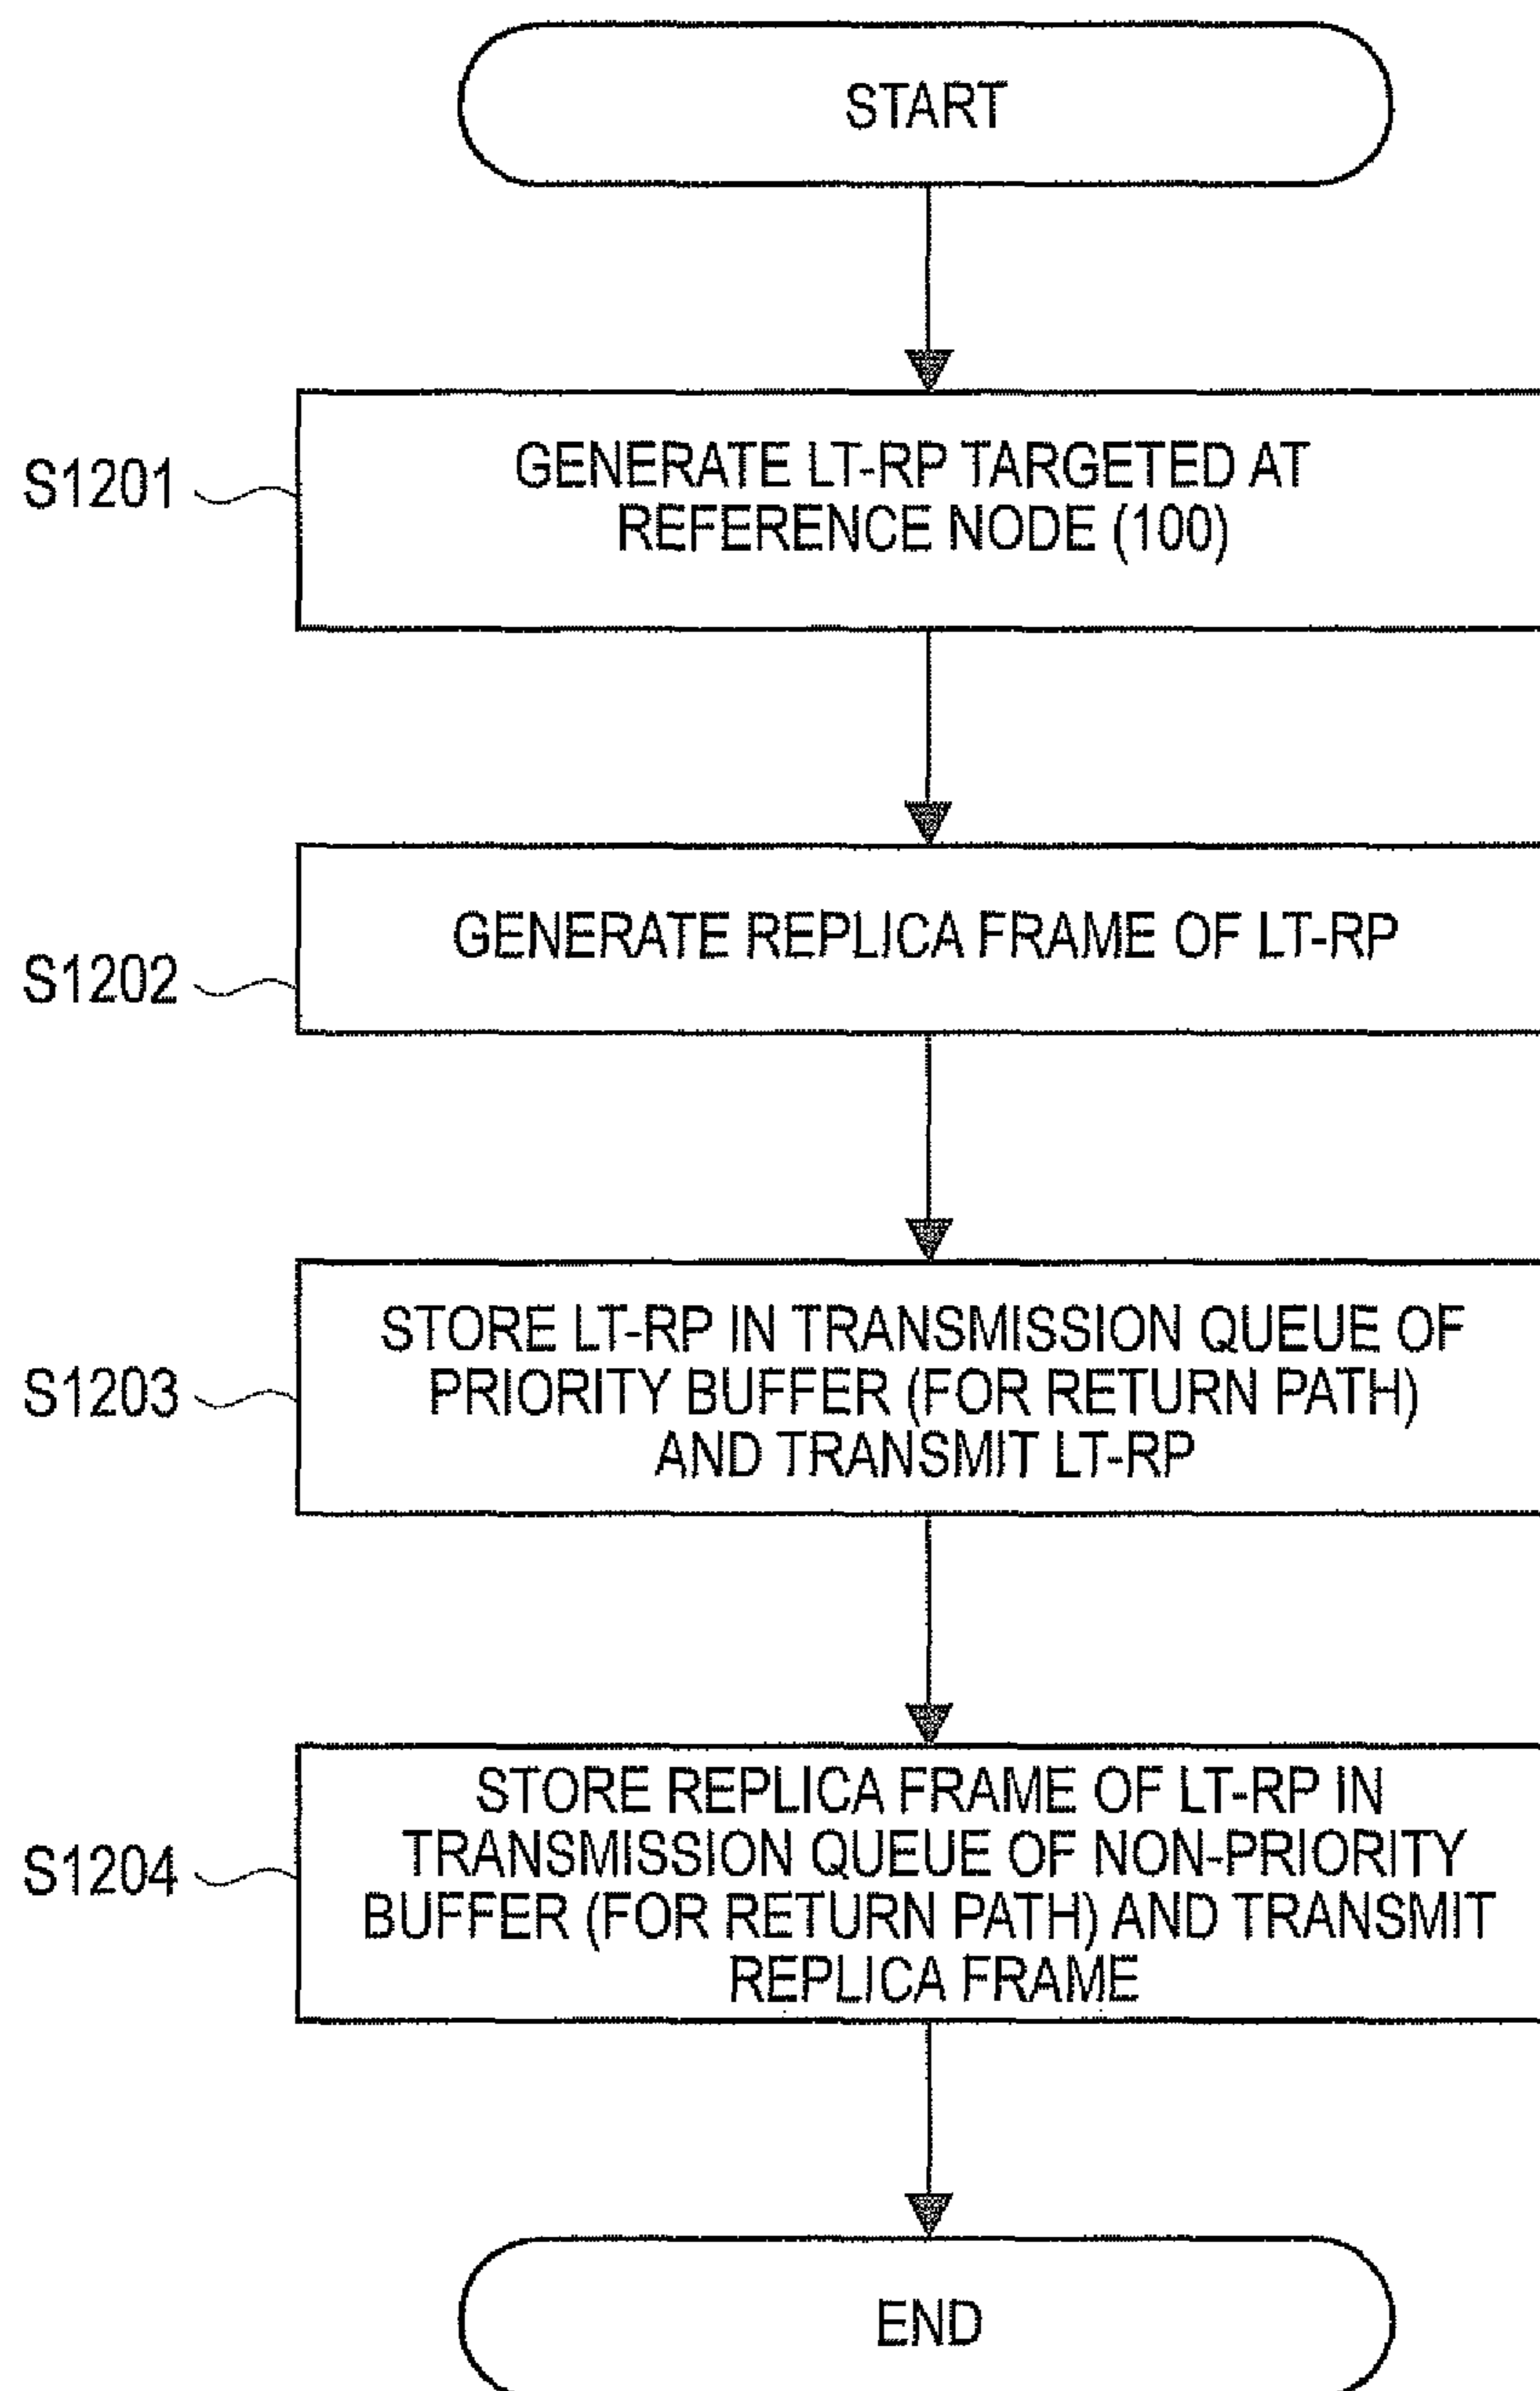 START
S1201
GENERATE LT-RP TARGETED AT
REFERENCE NODE (100)
S1202
GENERATE REPLICA FRAME OF LT-RP
S1203
STORE LT-RP IN TRANSMISSION QUEUE OF
PRIORITY BUFFER (FOR RETURN PATH)
AND TRANSMIT LT-RP
S1204
STORE REPLICA FRAME OF LT-RP IN
TRANSMISSION QUEUE OF NON-PRIORITY
BUFFER (FOR RETURN PATH) AND TRANSMIT
REPLICA FRAME
END